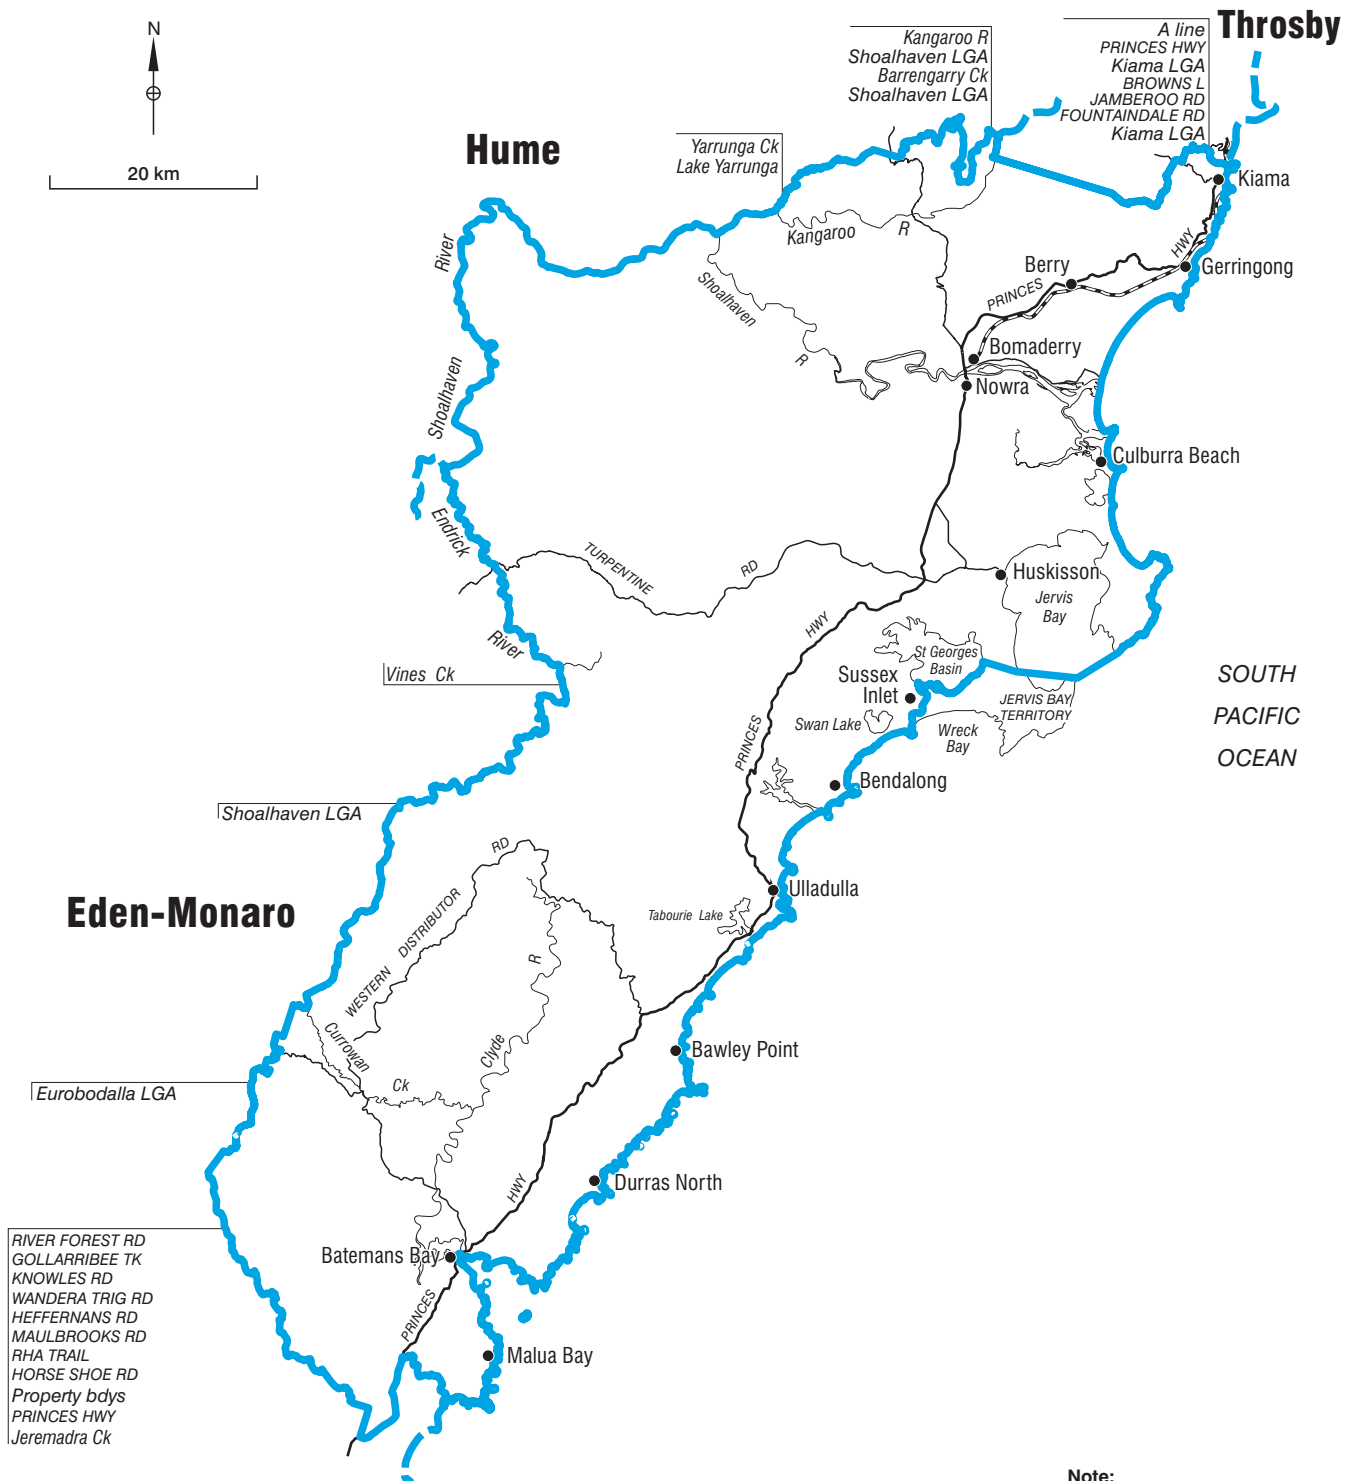 Throsby
N
20 km
Hume
Kangaroo R
Shoalhaven LGA
Barrengarry Ck
Shoalhaven LGA
A line
PRINCES HWY
Kiama LGA
BROWNS L
JAMBEROO RD
FOUNTAINDALE RD
Kiama LGA
Yarrunga Ck
Lake Yarrunga
Kiama
Kangaroo R
River
HWY
Gerringong
Berry
PRINCES
Shoalhaven
R
Bomaderry
Nowra
Shoalhaven
Culburra Beach
Endrick
TURPENTINE RD
Huskisson
Jervis
Bay
HWY
River
St Georges
Basin
Vines Ck
Sussex
Inlet
SOUTH
PACIFIC
OCEAN
JERVIS BAY
TERRITORY
Swan Lake
Wreck
Bay
PRINCES
Bendalong
Shoalhaven LGA
RD
Ulladulla
Eden-Monaro
DISTRIBUTOR
Tabourie Lake
WESTERN
R
Currowan
Clyde
Bawley Point
Ck
Eurobodalla LGA
HWY
Durras North
RIVER FOREST RD
GOLLARRIBEE TK
KNOWLES RD
WANDERA TRIG RD
HEFFERNANS RD
MAULBROOKS RD
RHA TRAIL
HORSE SHOE RD
Property bdys
PRINCES HWY
Jeremadra Ck
Batemans Bay
PRINCES
Malua Bay
Note: